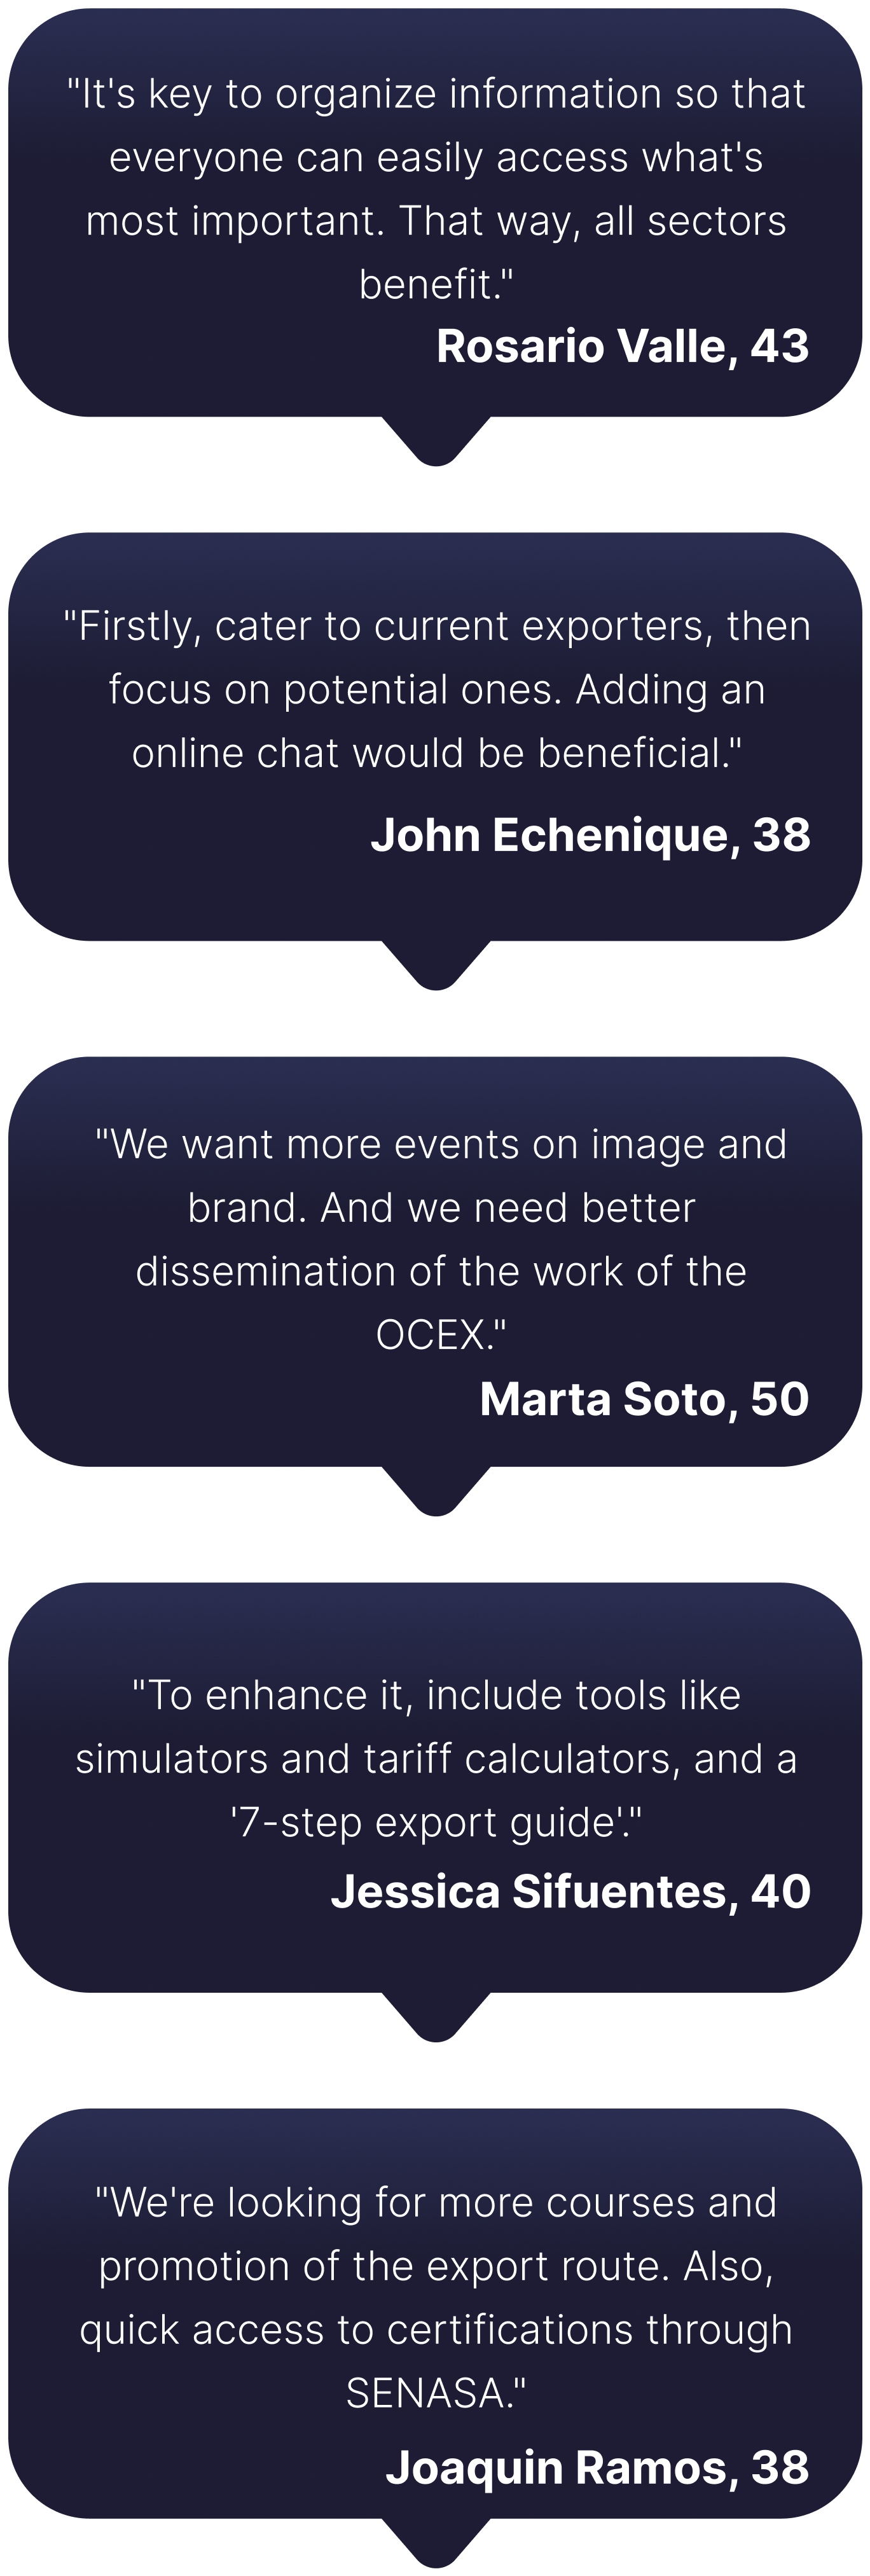 "It's key to organize information so that
everyone can easily access what's
most important. That way, all sectors
benefit."
Rosario Valle, 43
"Firstly, cater to current exporters, then
focus on potential ones. Adding an
online chat would be beneficial."
John Echenique, 38
"We want more events on image and
brand. And we need better
dissemination of the work of the
OCEX."
Marta Soto, 50
"To enhance it, include tools like
simulators and tariff calculators, and a
'7-step export guide'."
Jessica Sifuentes, 40
"We're looking for more courses and
promotion of the export route. Also,
quick access to certifications through
SENASA."
Joaquin Ramos, 38